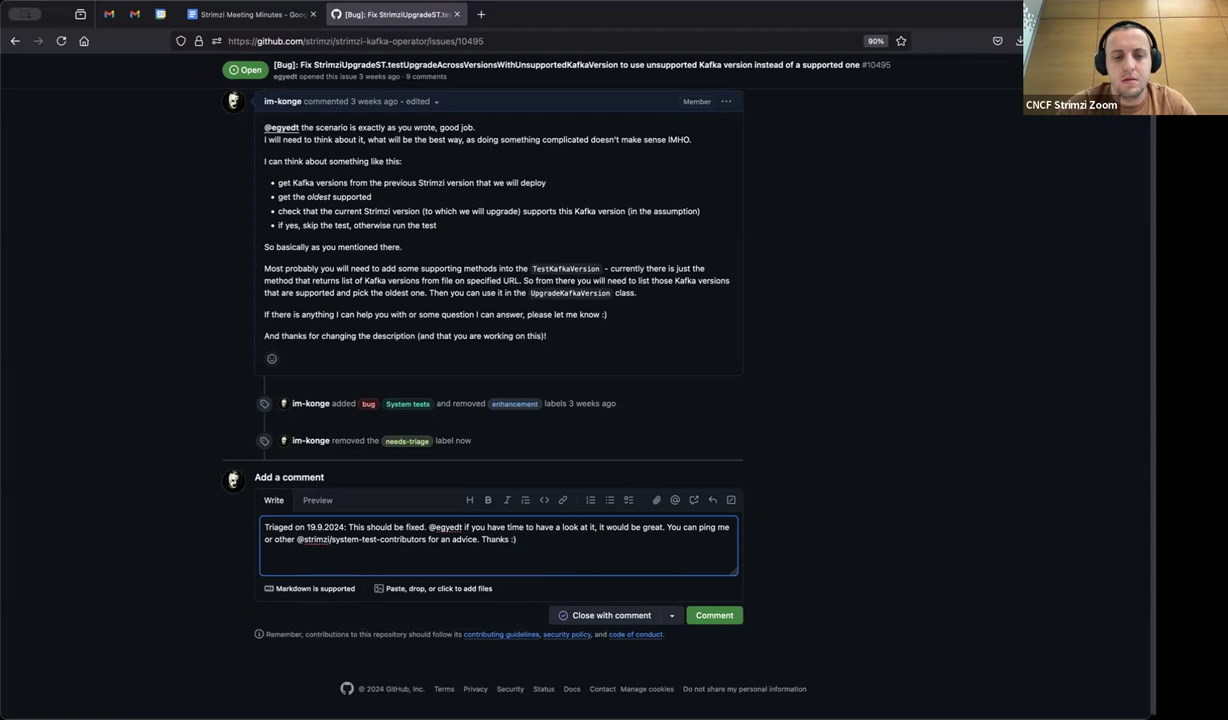 Strimzi Meeting Minutes – Goog
[Bug]: Fix StrimziUpgradeST.te
https://github.com/strimzi/strimzi-kafka-operator/issues/10495
90%
Open
[Bug]: Fix StrimziUpgradeST.testUpgradeAcrossVersionsWithUnsupportedKafkaVersion to use unsupported Kafka version instead of a supported one #10495
egyedt opened this issue 3 weeks ago · 9 comments
CNCF Strimzi Zoom
im-konge commented 3 weeks ago • edited
Member
@egyedt the scenario is exactly as you wrote, good job.
I will need to think about it, what will be the best way, as doing something complicated doesn't make sense IMHO.
I can think about something like this:
• get Kafka versions from the previous Strimzi version that we will deploy
• get the oldest supported
• check that the current Strimzi version (to which we will upgrade) supports this Kafka version (in the assumption)
• if yes, skip the test, otherwise run the test
So basically as you mentioned there.
Most probably you will need to add some supporting methods into the TestKafkaVersion - currently there is just the
method that returns list of Kafka versions from file on specified URL. So from there you will need to list those Kafka versions
that are supported and pick the oldest one. Then you can use it in the UpgradeKafkaVersion class.
If there is anything I can help you with or some question I can answer, please let me know :)
And thanks for changing the description (and that you are working on this)!
im-konge added bug System tests and removed enhancement labels 3 weeks ago
im-konge removed the needs-triage label now
Add a comment
Write
Preview
Triaged on 19.9.2024: This should be fixed. @egyedt if you have time to have a look at it, it would be great. You can ping me
or other @strimzi/system-test-contributors for an advice. Thanks :)
Markdown is supported
Paste, drop, or click to add files
Close with comment
Comment
Remember, contributions to this repository should follow its contributing guidelines, security policy, and code of conduct.
© 2024 GitHub, Inc. Terms Privacy Security Status Docs Contact Manage cookies Do not share my personal information